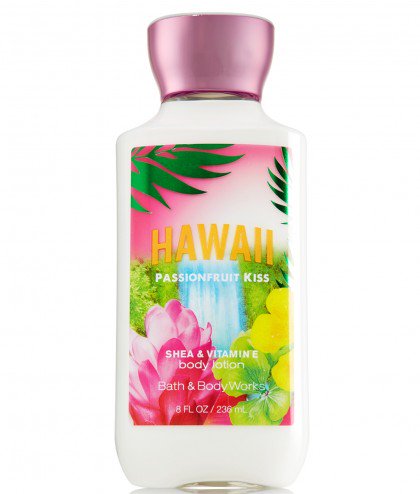 HAWAII
PASSIONFRUIT KISS
SHEA & VITAMIN E
body lotion
Bath & Body Works
8 FL OZ / 236 mL